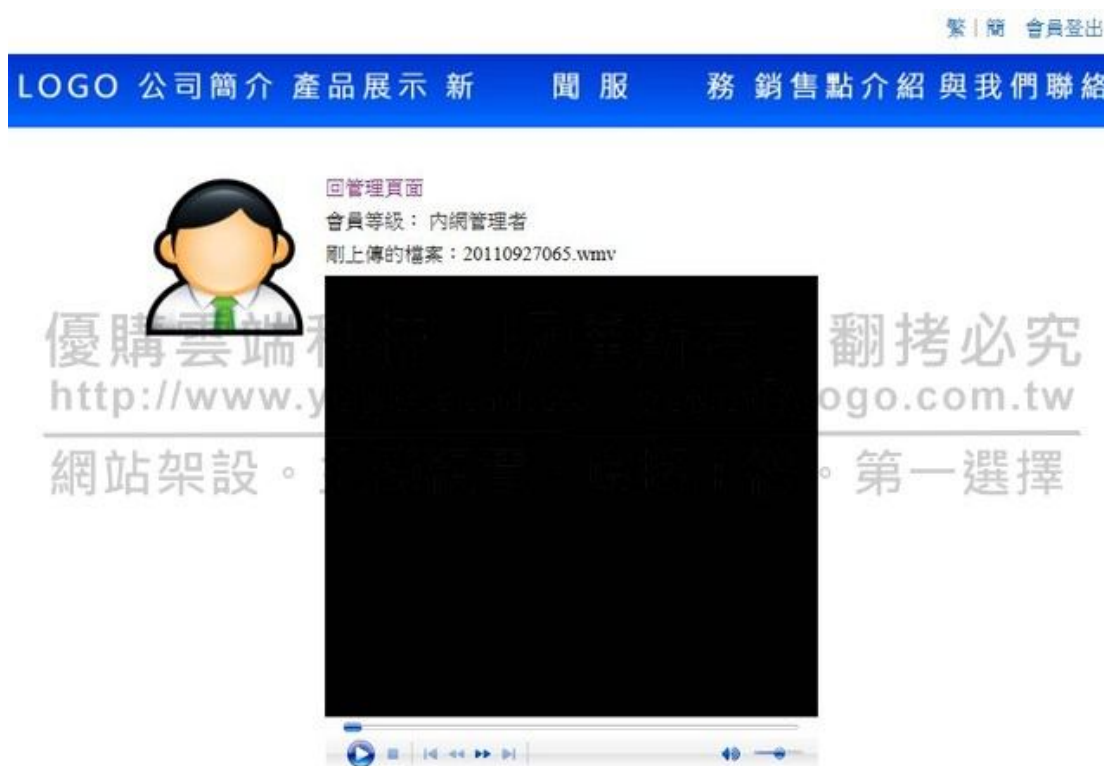 繁｜簡 會員登出
LOGO 公司簡介 產品展示 新 聞 服 務 銷售點介紹 與我們聯絡
回管理頁面
會員等級： 內網管理者
剛上傳的檔案：20110927065.wmv
優購雲端 翻拷必究
http://www.y ogo.com.tw
網站架設。 。第一選擇